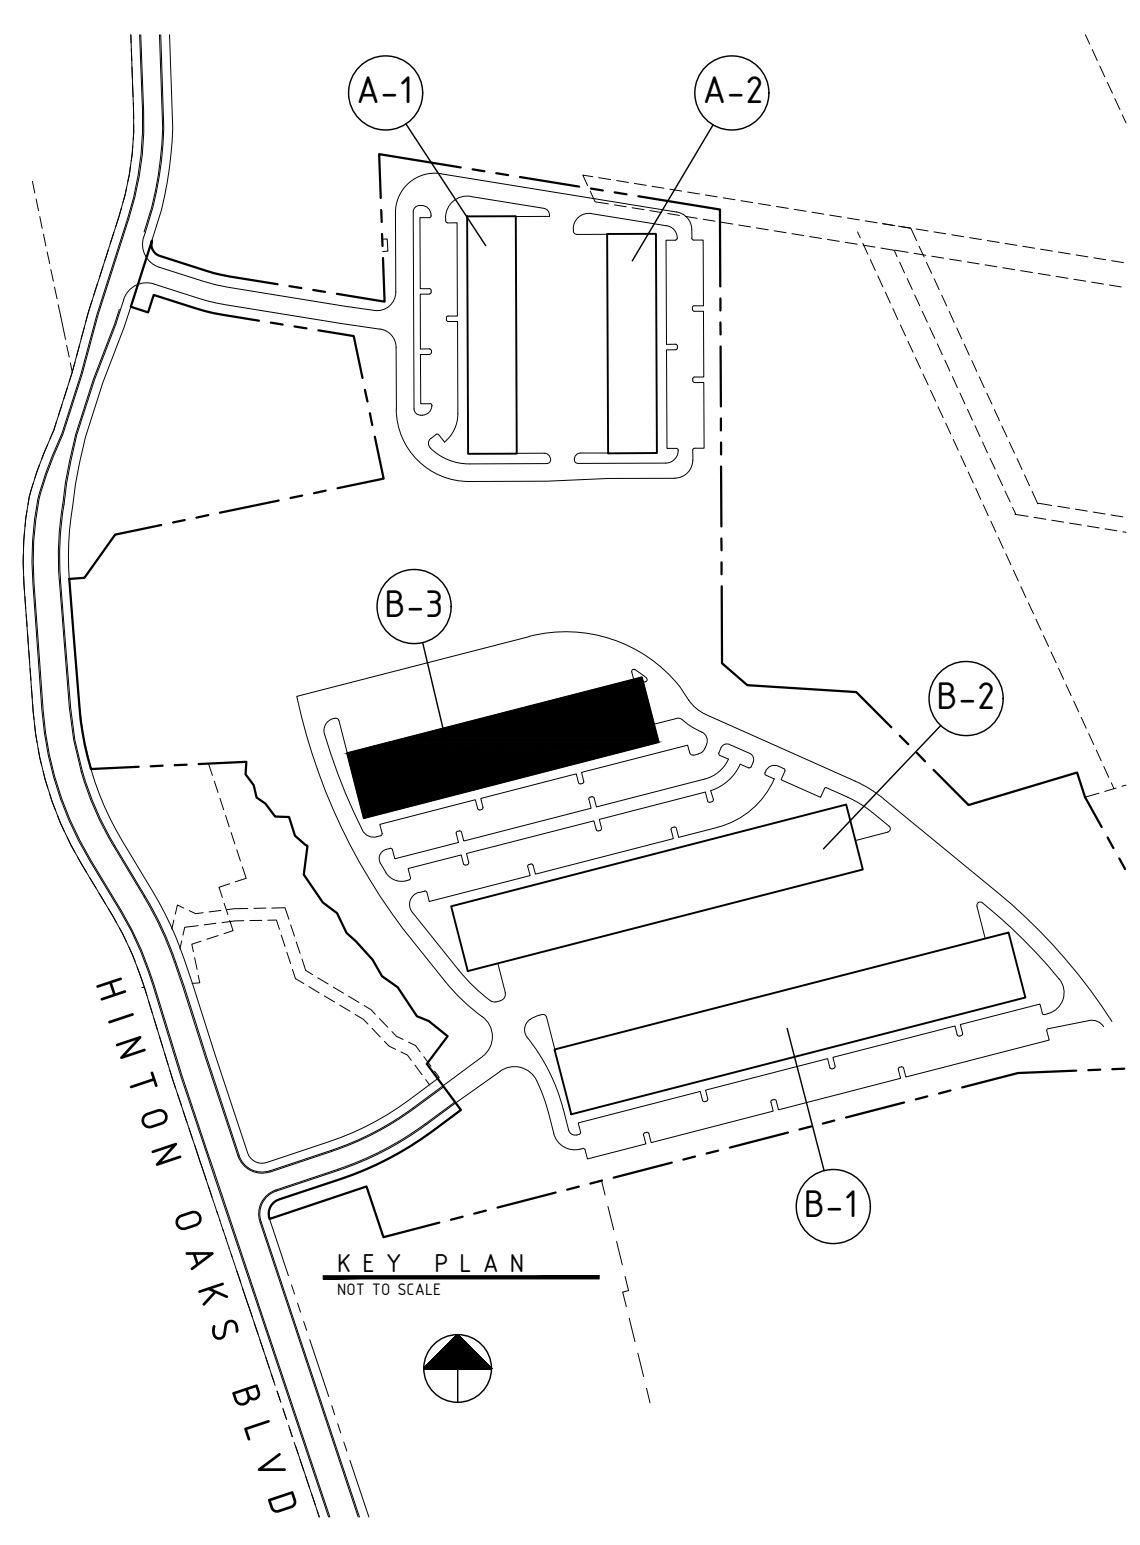 A-1
A-2
B-3
B-2
B-1
HINTON OAKS BLVD
KEY PLAN
NOT TO SCALE